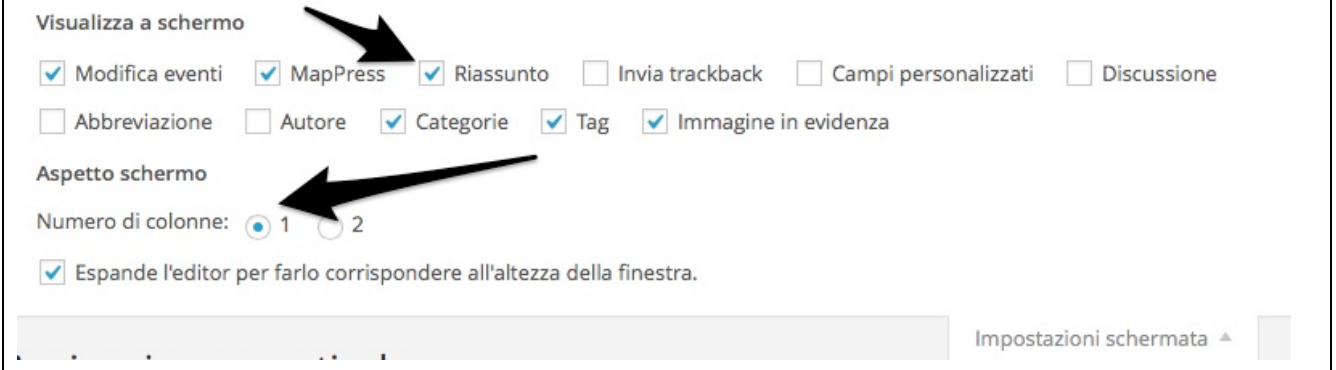 Visualizza a schermo
Modifica eventi MapPress Riassunto Invia trackback Campi personalizzati Discussione
Abbreviazione Autore Categorie Tag Immagine in evidenza
Aspetto schermo
Numero di colonne: 1 2
Espande l'editor per farlo corrispondere all'altezza della finestra.
Impostazioni schermata